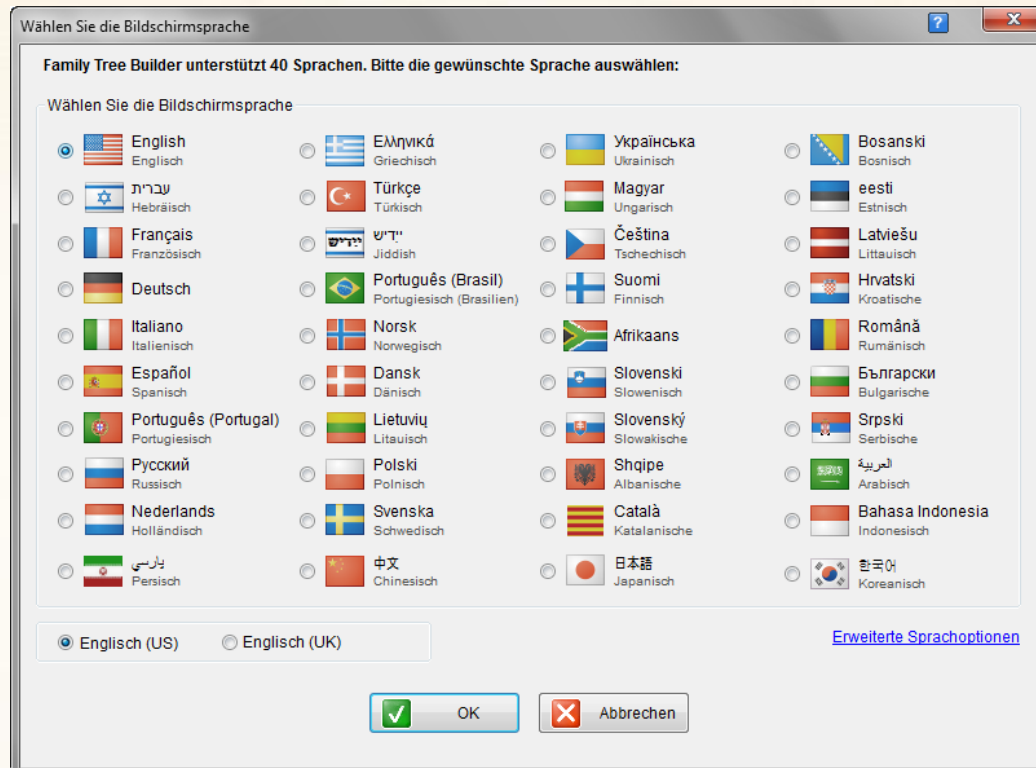 Wählen Sie die Bildschirmsprache
Family Tree Builder unterstützt 40 Sprachen. Bitte die gewünschte Sprache auswählen:
Wählen Sie die Bildschirmsprache
English
Englisch
עברית
Hebräisch
Français
Französisch
Deutsch
Italiano
Italienisch
Español
Spanisch
Português (Portugal)
Portugiesisch
Русский
Russisch
Nederlands
Holländisch
پارسي
Persisch
Ελληνικά
Griechisch
Türkçe
Türkisch
ייִדיש
ייִדיש
Jiddish
Português (Brasil)
Portugiesisch (Brasilien)
Norsk
Norwegisch
Dansk
Dänisch
Lietuvių
Litauisch
Polski
Polnisch
Svenska
Schwedisch
中文
Chinesisch
Українська
Ukrainisch
Magyar
Ungarisch
Čeština
Tschechisch
Suomi
Finnisch
Afrikaans
Slovenski
Slowenisch
Slovenský
Slowakische
Shqipe
Albanische
Català
Katalanische
日本語
Japanisch
Bosanski
Bosnisch
eesti
Estnisch
Latviešu
Littauisch
Hrvatski
Kroatische
Română
Rumänisch
Български
Bulgarische
Srpski
Serbische
العربية
Arabisch
Bahasa Indonesia
Indonesisch
한국어
Koreanisch
Englisch (US)
Englisch (UK)
Erweiterte Sprachoptionen
OK
Abbrechen